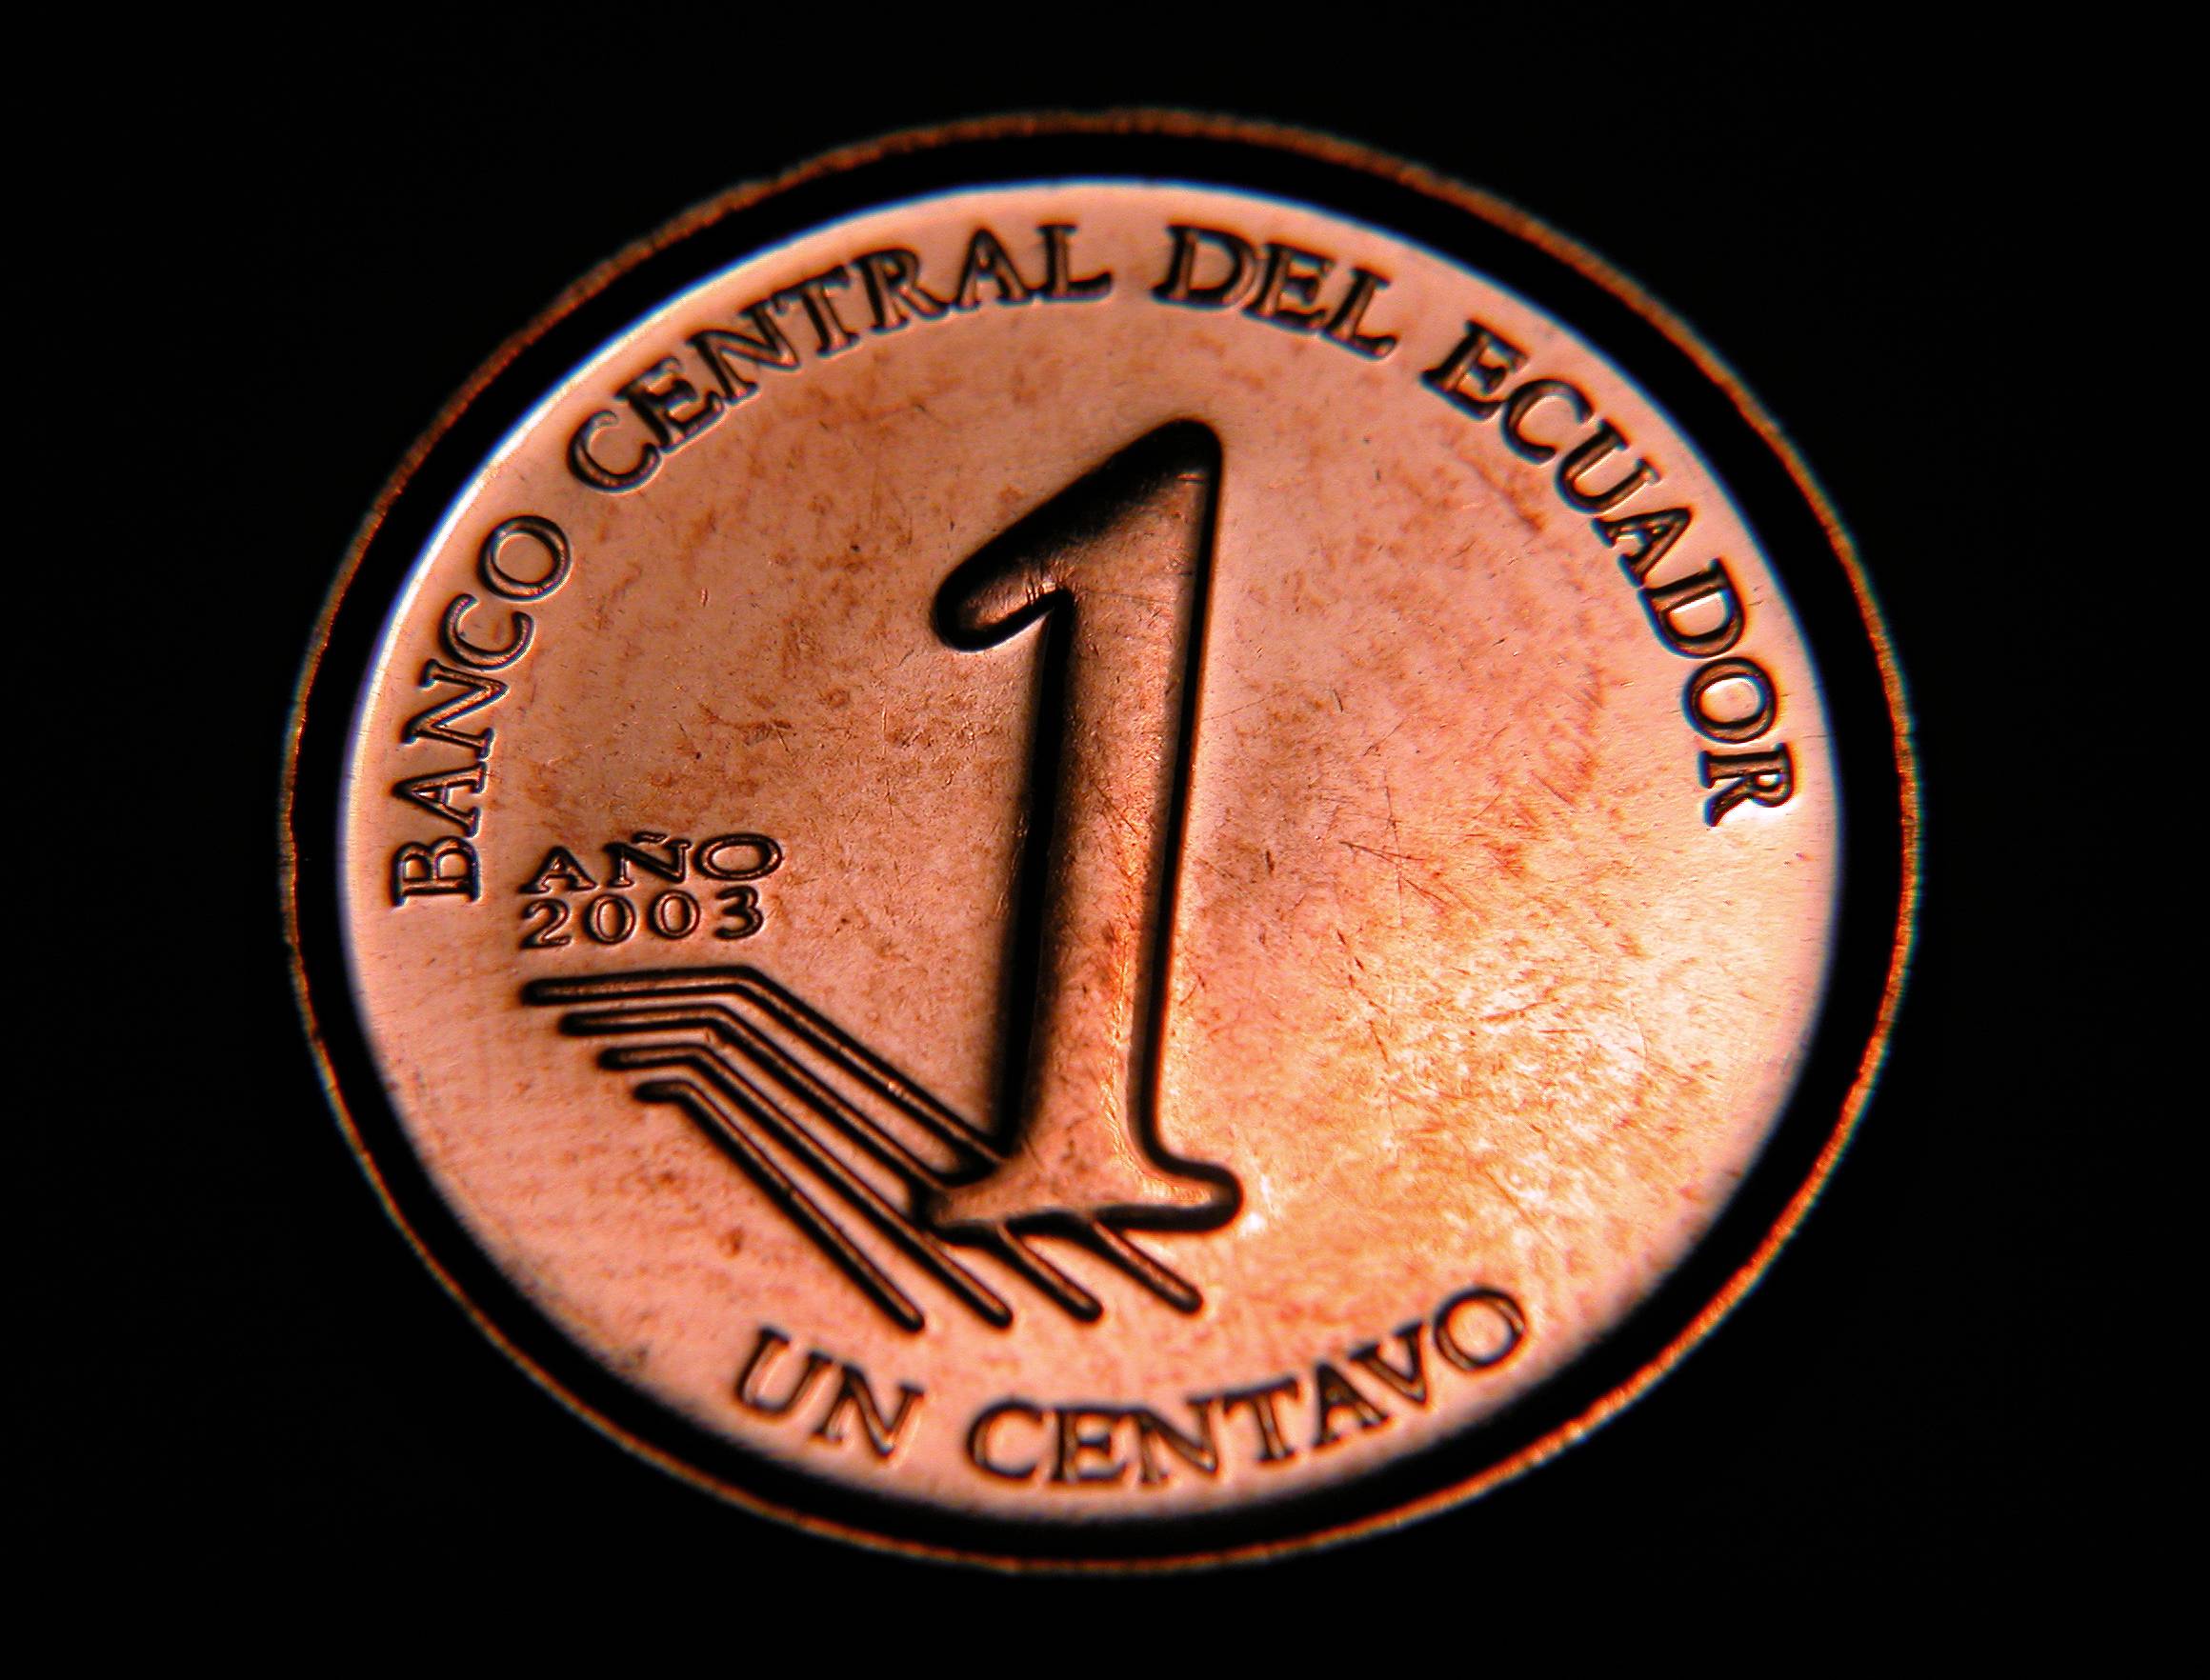 BANCO CENTRAL DEL ECUADOR
1
AÑO
2003
UN CENTAVO